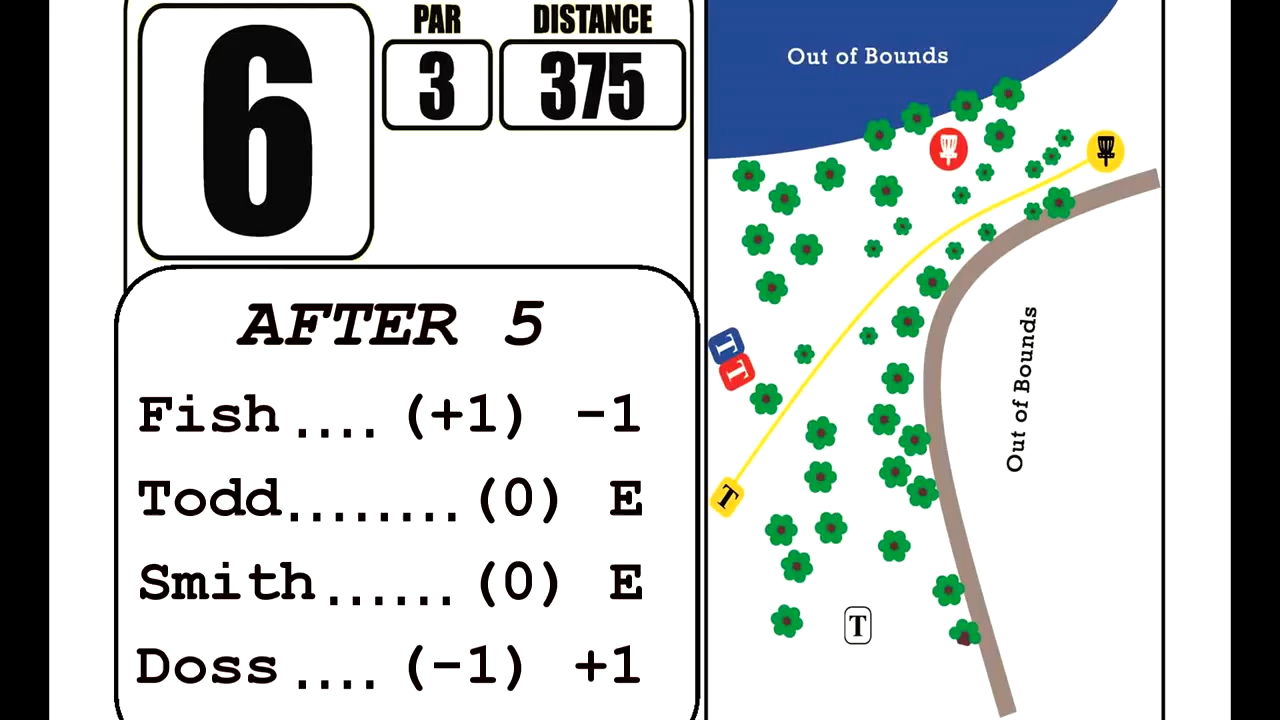 6
PAR
3
DISTANCE
375
AFTER 5
Fish .... (+1) -1
Todd........ (0) E
Smith...... (0) E
Doss .... (-1) +1
Out of Bounds
Out of Bounds
T
T
T
T